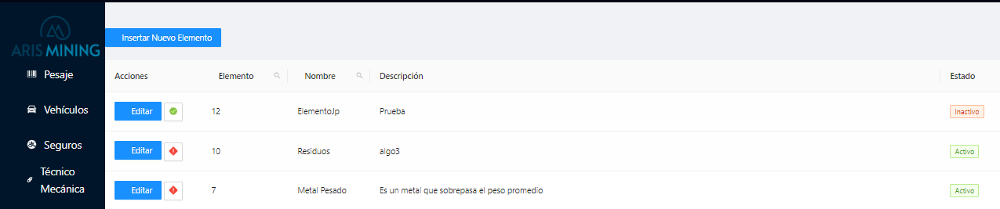 ARIS MINING
Pesaje
Vehículos
Seguros
Técnico
Mecánica
Insertar Nuevo Elemento
Acciones Elemento Nombre Descripción Estado
Editar 12 ElementoJp Prueba Inactivo
Editar 10 Residuos algo3 Activo
Editar 7 Metal Pesado Es un metal que sobrepasa el peso promedio Activo